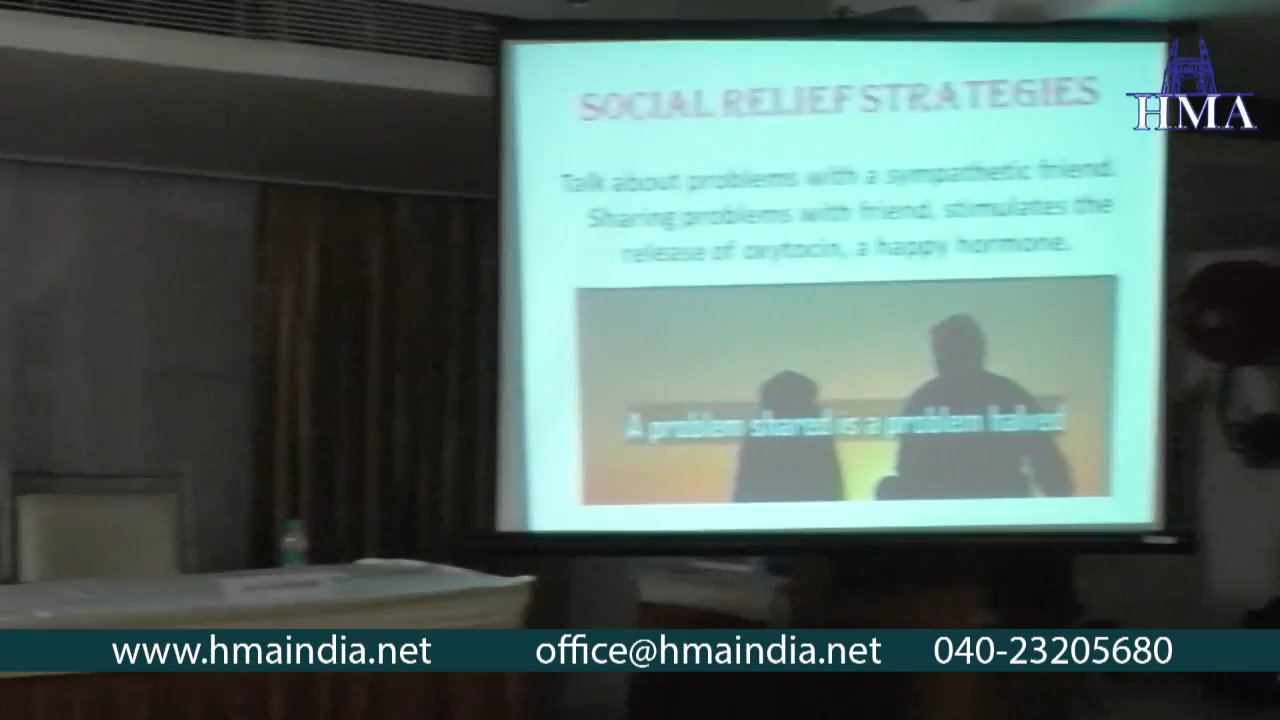 SOCIAL RELIEF STRATEGIES
HMA
Talk about problems with a sympathetic friend.
Sharing problems with friend, stimulates the
release of oxytocin, a happy hormone.
A problem shared is a problem halved
www.hmaindia.net office@hmaindia.net 040-23205680